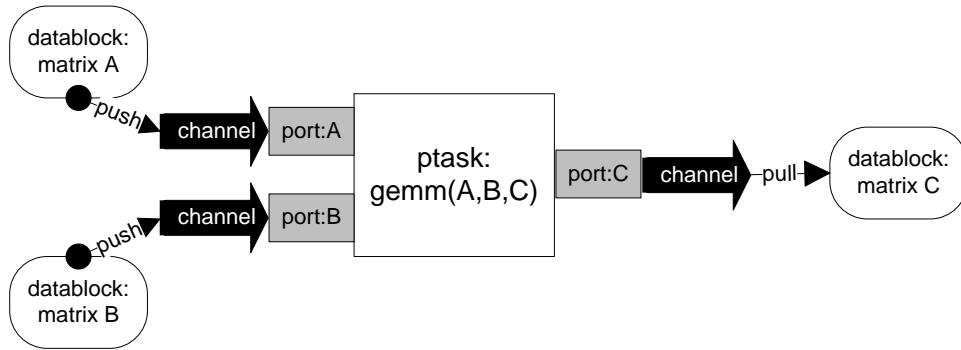 datablock:
matrix A
push
channel
port:A
ptask:
gemm(A,B,C)
port:C
channel
pull
datablock:
matrix C
push
channel
port:B
datablock:
matrix B